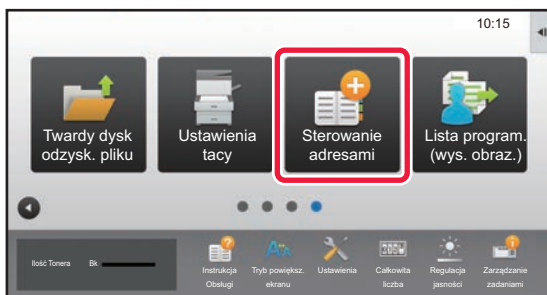 10:15
Twardy dysk
odzysk. pliku
Ustawienia
tacy
Sterowanie
adresami
Lista program.
(wys. obraz.)
Ilość Tonera Bk
Instrukcja
Obsługi
Tryb powiększ.
ekranu
Ustawienia
Całkowita
liczba
Regulacja
jasności
Zarządzanie
zadaniami